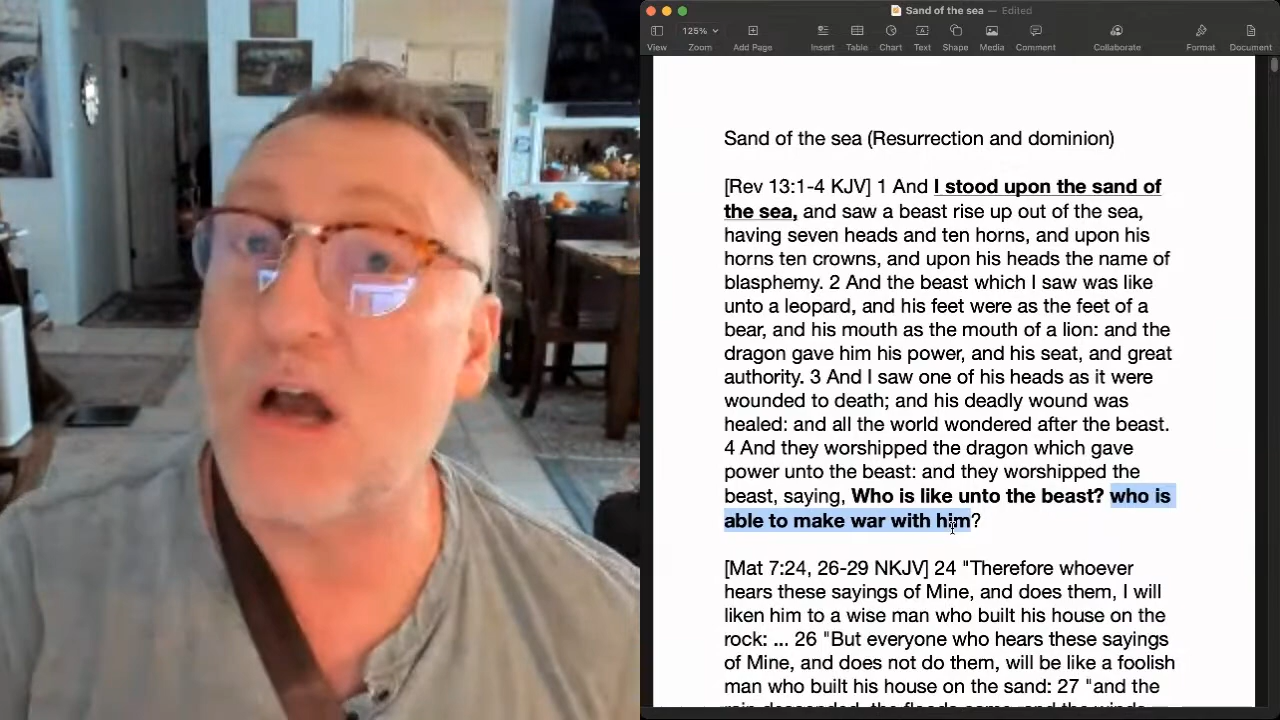 Sand of the sea — Edited
125%
View
Zoom
Add Page
Insert
Table
Chart
Text
Shape
Media
Comment
Collaborate
Format
Document
Sand of the sea (Resurrection and dominion)
[Rev 13:1-4 KJV] 1 And I stood upon the sand of
the sea, and saw a beast rise up out of the sea,
having seven heads and ten horns, and upon his
horns ten crowns, and upon his heads the name of
blasphemy. 2 And the beast which I saw was like
unto a leopard, and his feet were as the feet of a
bear, and his mouth as the mouth of a lion: and the
dragon gave him his power, and his seat, and great
authority. 3 And I saw one of his heads as it were
wounded to death; and his deadly wound was
healed: and all the world wondered after the beast.
4 And they worshipped the dragon which gave
power unto the beast: and they worshipped the
beast, saying, Who is like unto the beast? who is
able to make war with him?
[Mat 7:24, 26-29 NKJV] 24 "Therefore whoever
hears these sayings of Mine, and does them, I will
liken him to a wise man who built his house on the
rock: ... 26 "But everyone who hears these sayings
of Mine, and does not do them, will be like a foolish
man who built his house on the sand: 27 "and the
rain descended, the floods came, and the winds